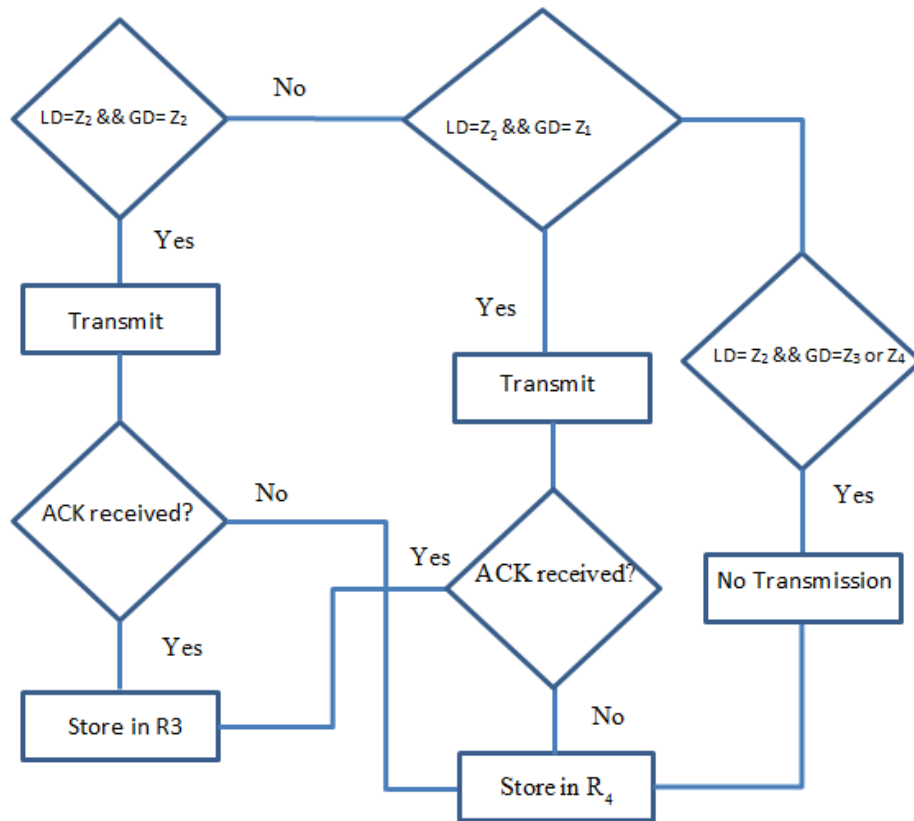 No
LD=Z₂ && GD= Z₂
LD=Z₂ && GD= Z₁
Yes
Transmit
Yes
LD= Z₂ && GD=Z₃ or Z₄
Transmit
No
Yes
ACK received?
Yes
ACK received?
No Transmission
Yes
Store in R3
No
Store in R₄